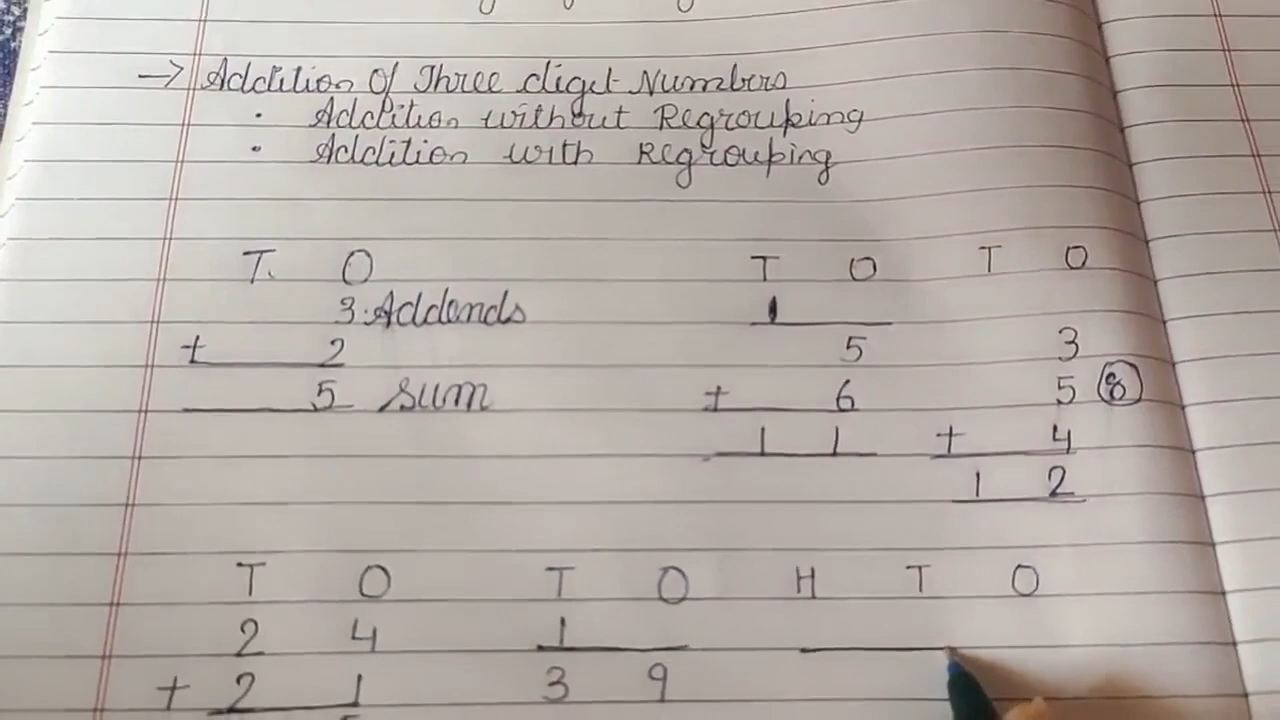 → Addition Of Three diget Numbers
· Addition without Regrouping
· Addition with Regrouping
T. O
3.Addends
+ 2
5 sum
T O
1
5
+ 6
1 1
T O
3
5 (8)
+ 4
1 2
T O
2 4
+ 2 1
T O
1
3 9
H T O